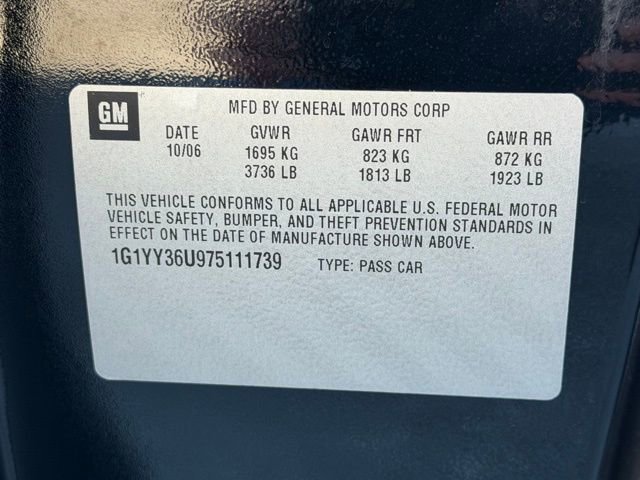 GM
MFD BY GENERAL MOTORS CORP
DATE GVWR GAWR FRT GAWR RR
10/06 1695 KG 823 KG 872 KG
3736 LB 1813 LB 1923 LB
THIS VEHICLE CONFORMS TO ALL APPLICABLE U.S. FEDERAL MOTOR
VEHICLE SAFETY, BUMPER, AND THEFT PREVENTION STANDARDS IN
EFFECT ON THE DATE OF MANUFACTURE SHOWN ABOVE.
1G1YY36U975111739 TYPE: PASS CAR